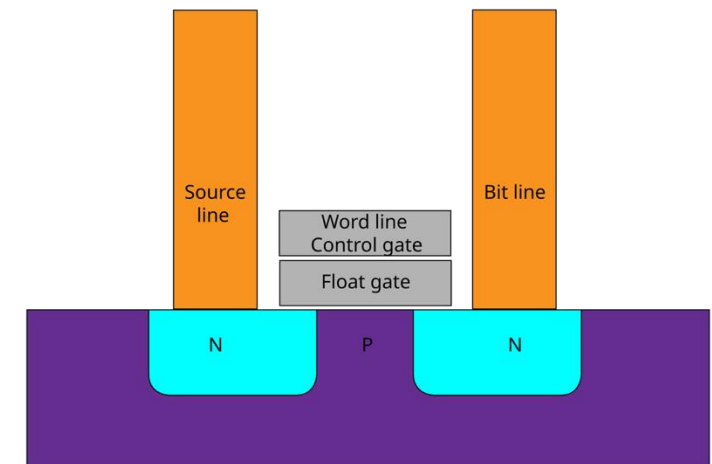 Source
line
Bit line
Word line
Control gate
Float gate
N
P
N